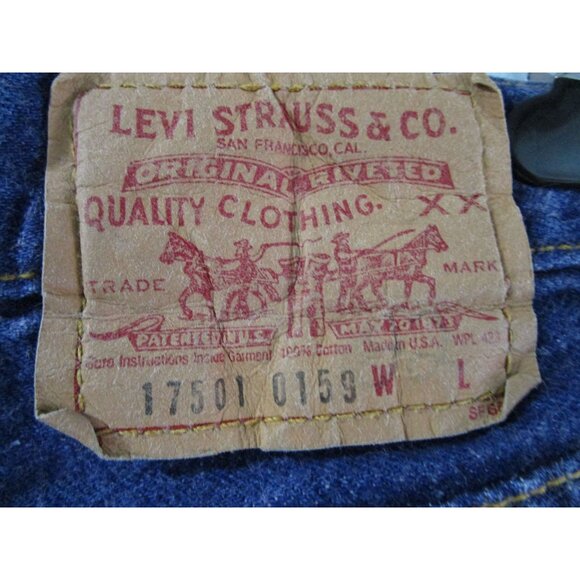 LEVI STRAUSS & CO.
SAN FRANCISCO, CAL.
ORIGINAL RIVETED
QUALITY CLOTHING. XX
TRADE MARK
PATENTED IN U.S. MAY 20 1873
Care Instructions Inside Garment 100% Cotton Made in U.S.A. WPL 423
17501 0159 W L